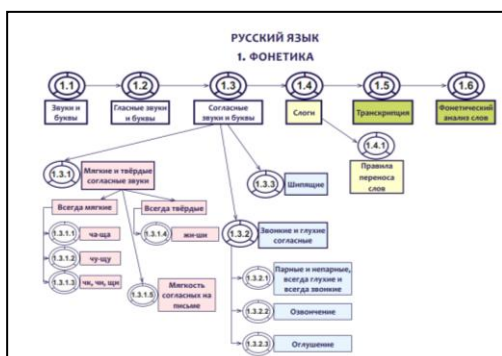 РУССКИЙ ЯЗЫК
1. ФОНЕТИКА
1.1
1.2
1.3
1.4
1.5
1.6
Звуки и
буквы
Гласные звуки
и буквы
Согласные
звуки и буквы
Слоги
Транскрипция
Фонетический
анализ слов
1.4.1
Правила
переноса
слов
1.3.1
Мягкие и твёрдые
согласные звуки
1.3.3
Шипящие
Всегда мягкие
Всегда твёрдые
1.3.1.1
ча-ща
1.3.1.4
жи-ши
1.3.2
Звонкие и глухие
согласные
1.3.1.2
чу-щу
1.3.1.3
чк, чн, щн
1.3.1.5
Мягкость
согласных на
письме
1.3.2.1
Парные и непарные,
всегда глухие и
всегда звонкие
1.3.2.2
Озвончение
1.3.2.3
Оглушение